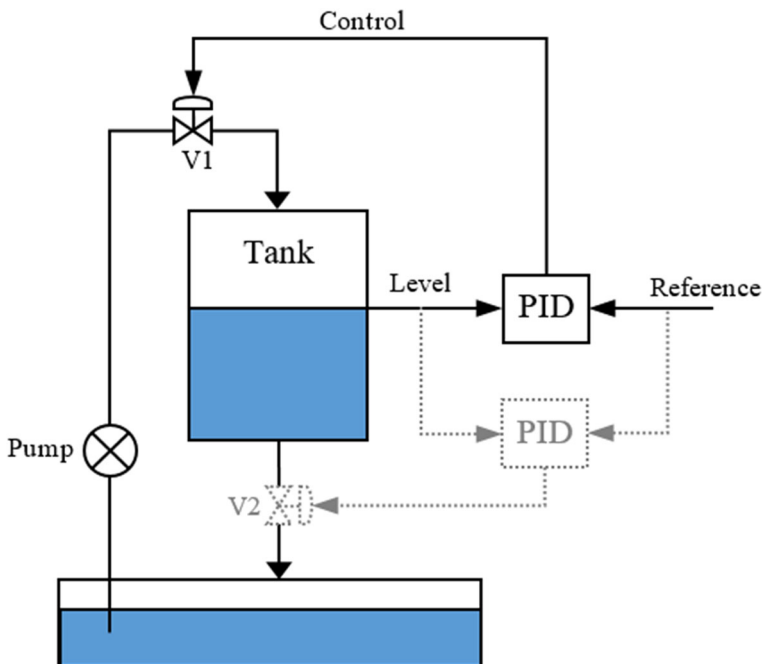 Control
V1
Tank
Level
PID
Reference
PID
Pump
V2